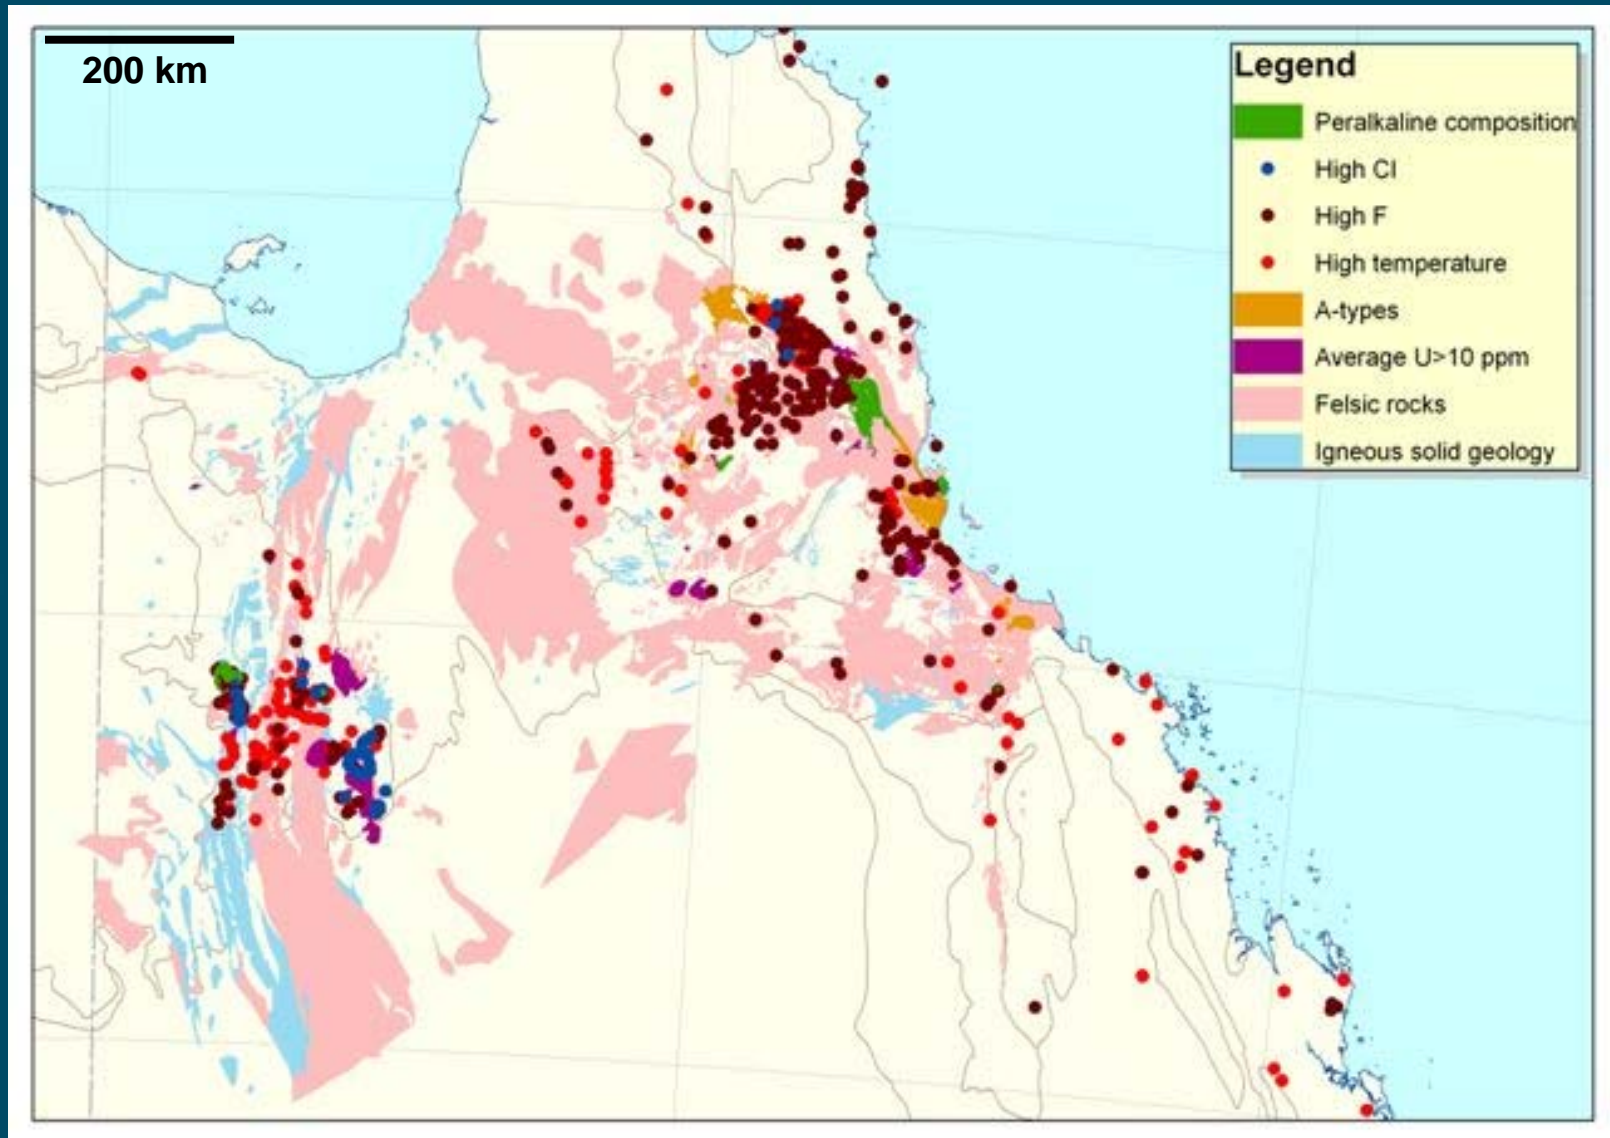 200 km
Legend
Peralkaline composition
High Cl
High F
High temperature
A-types
Average U>10 ppm
Felsic rocks
Igneous solid geology